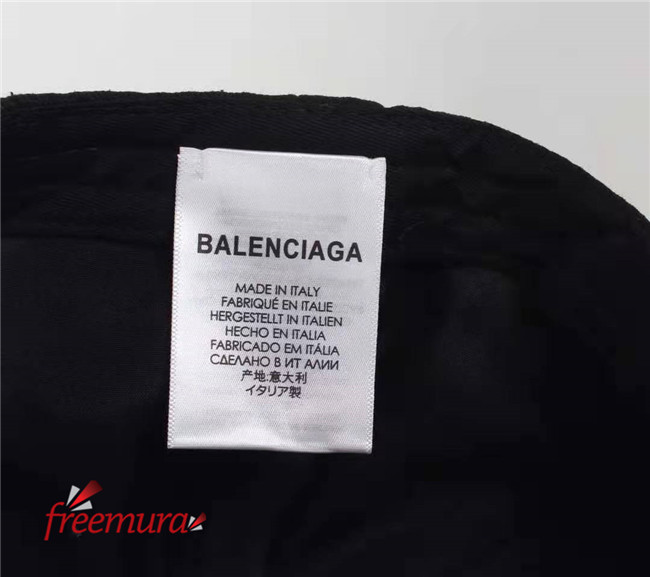 BALENCIAGA
MADE IN ITALY
FABRIQUÉ EN ITALIE
HERGESTELLT IN ITALIEN
HECHO EN ITALIA
FABRICADO EM ITÁLIA
СДЕЛАНО В ИТ АЛИИ
产地:意大利
イタリア製
freemura